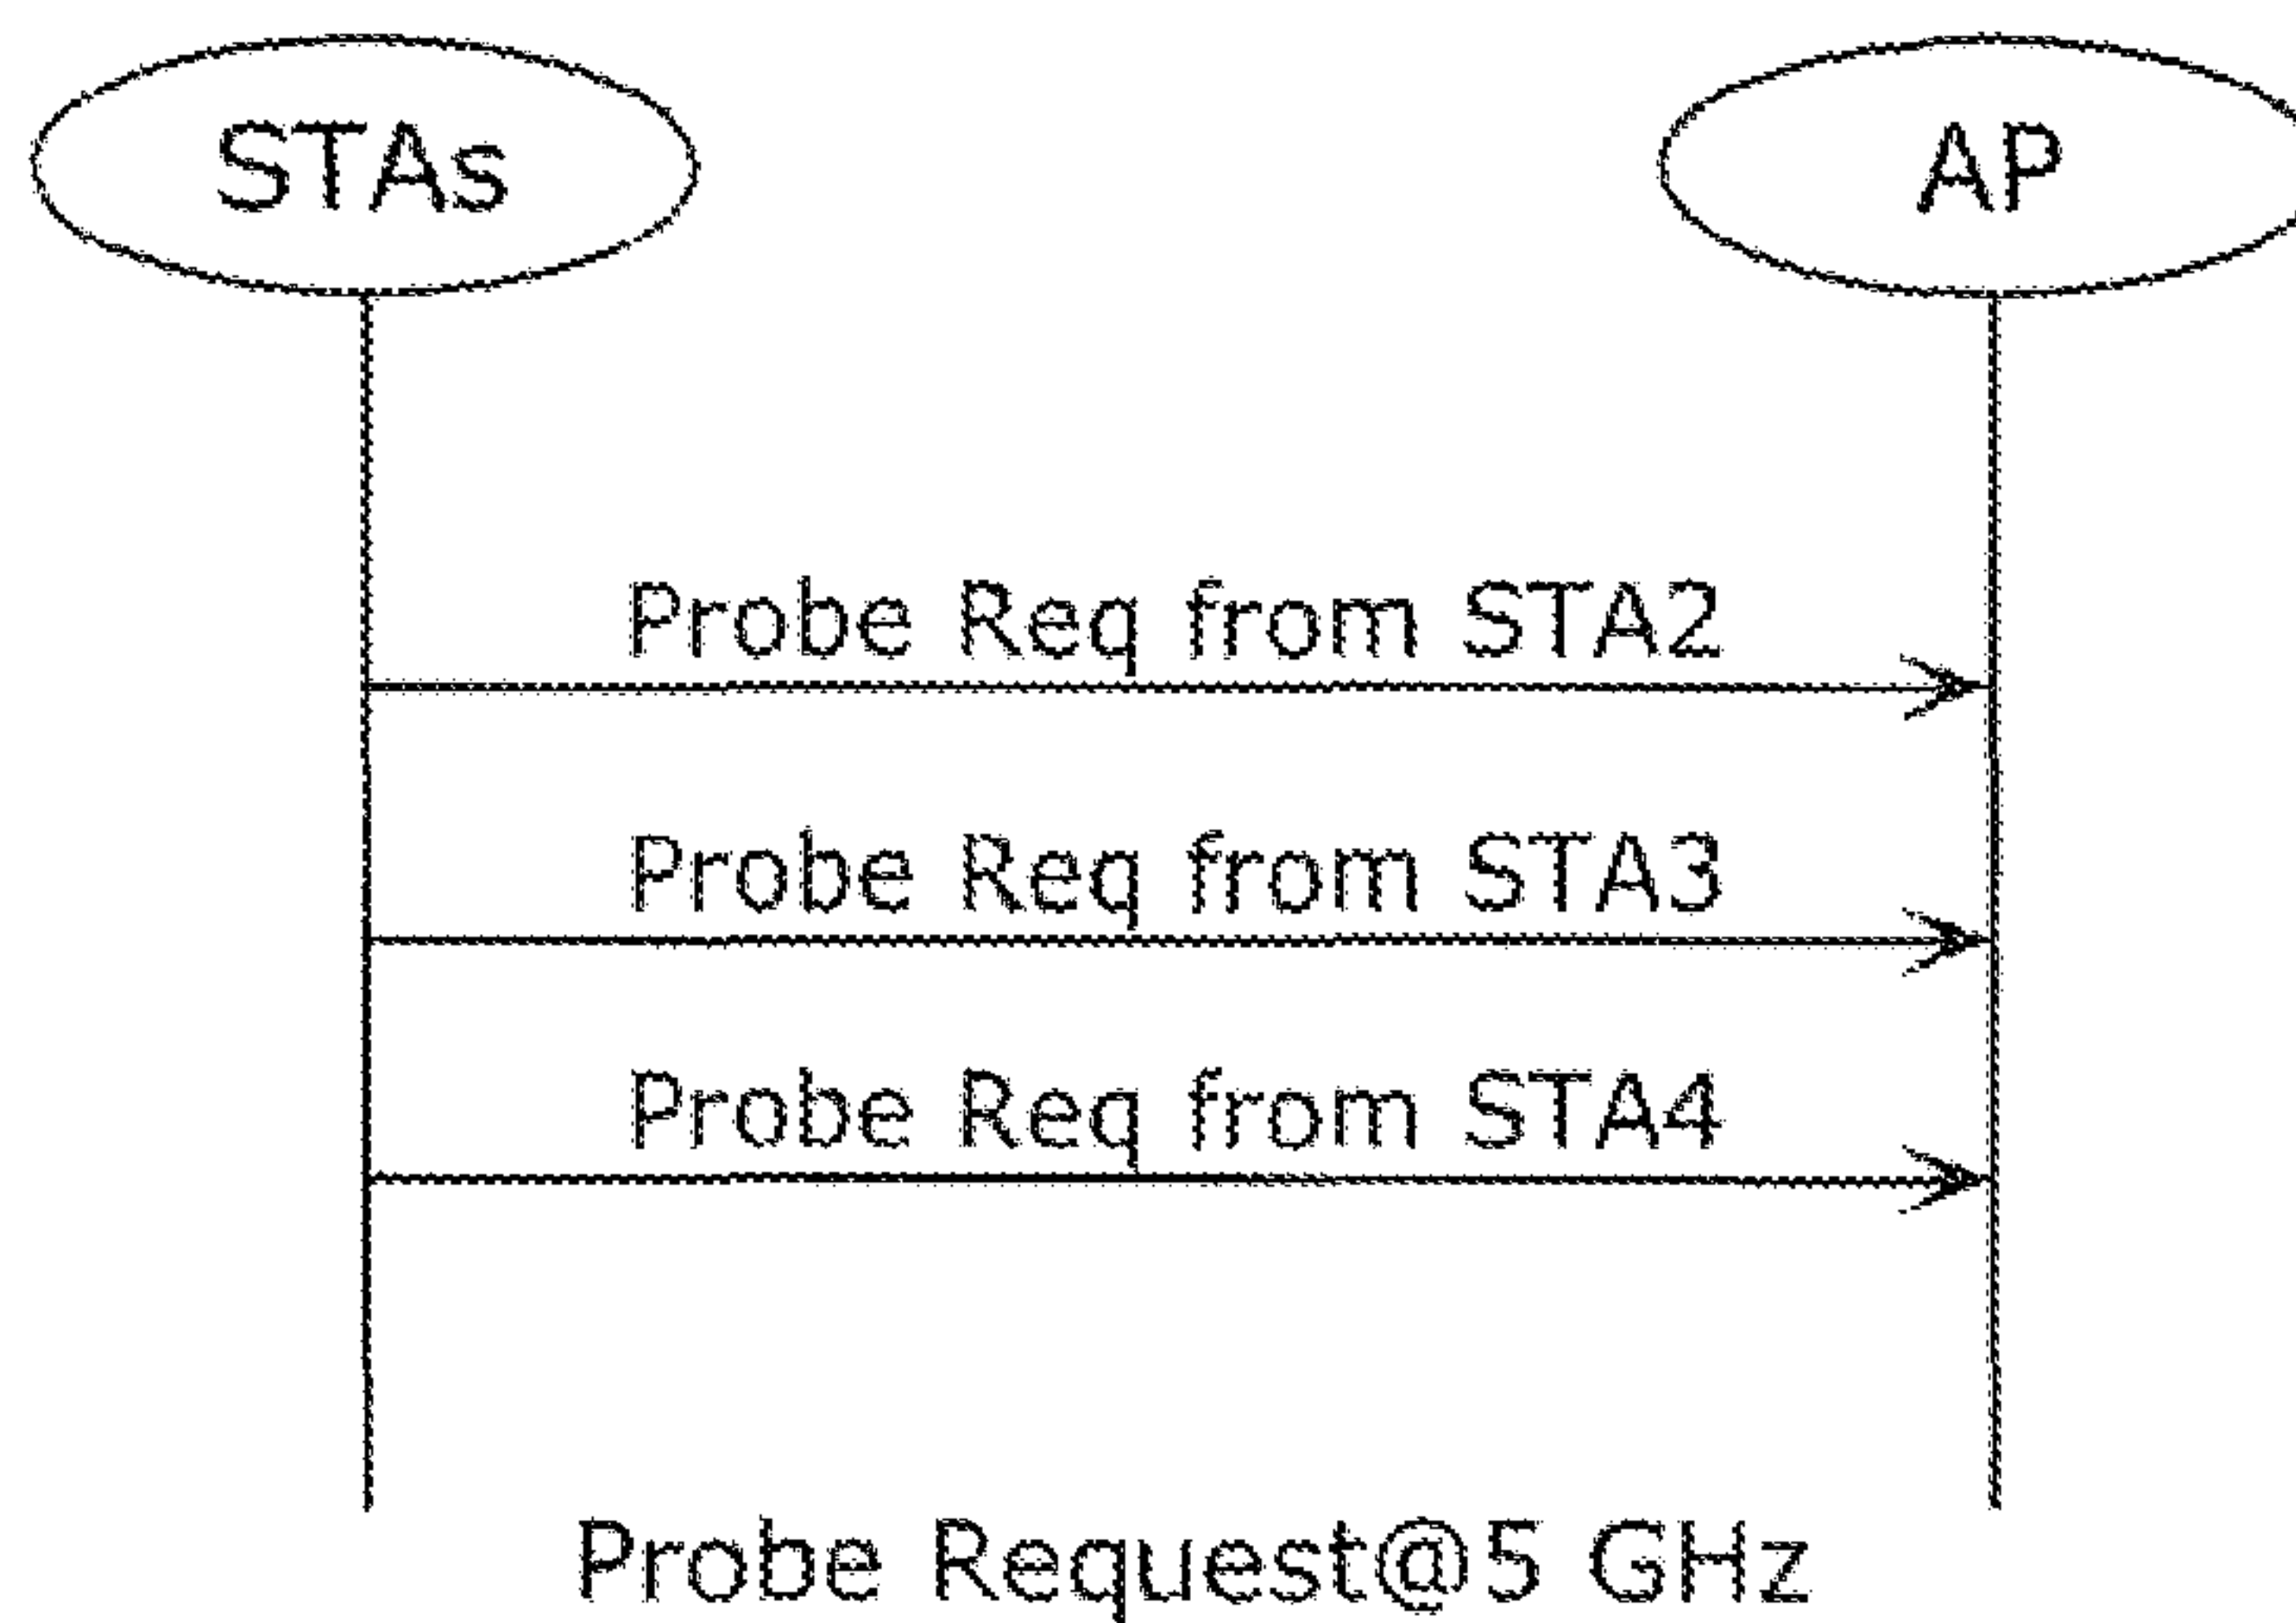 STAs
AP
Probe Req from STA2
Probe Req from STA3
Probe Req from STA4
Probe Request@5 GHz